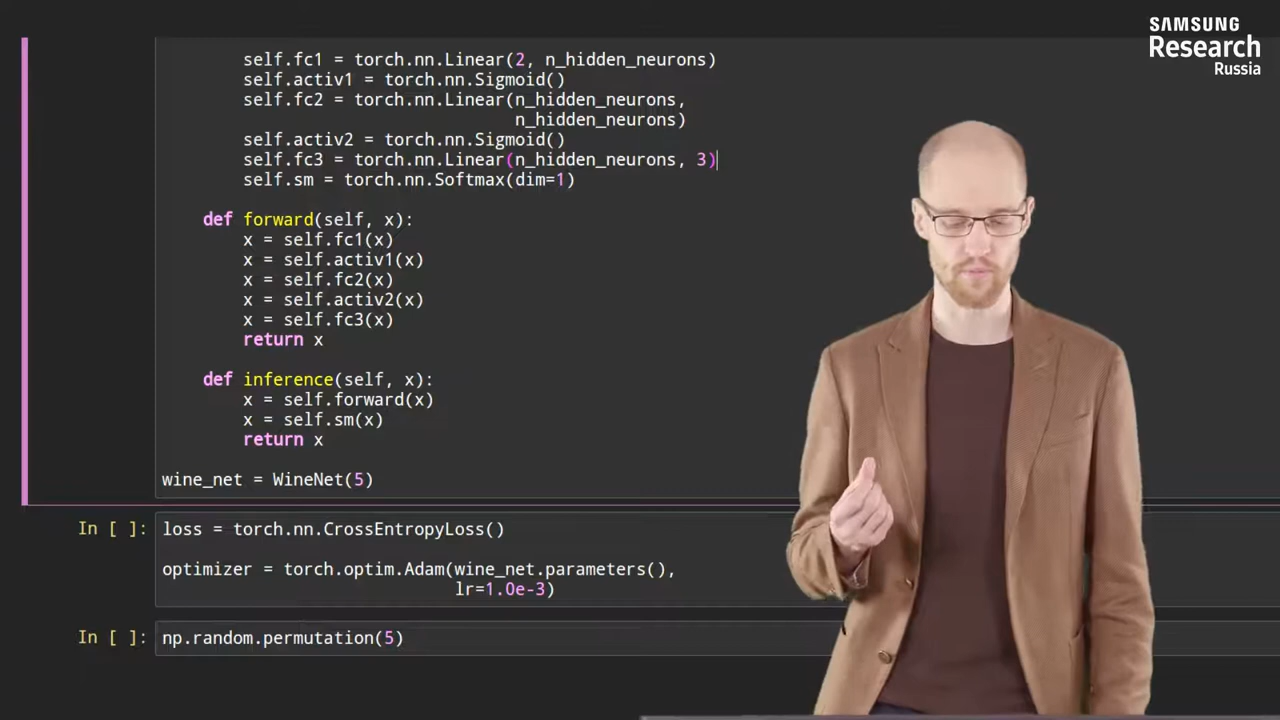 SAMSUNG
Research
Russia
self.fc1 = torch.nn.Linear(2, n_hidden_neurons)
self.activ1 = torch.nn.Sigmoid()
self.fc2 = torch.nn.Linear(n_hidden_neurons,
n_hidden_neurons)
self.activ2 = torch.nn.Sigmoid()
self.fc3 = torch.nn.Linear(n_hidden_neurons, 3)
self.sm = torch.nn.Softmax(dim=1)
def forward(self, x):
x = self.fc1(x)
x = self.activ1(x)
x = self.fc2(x)
x = self.activ2(x)
x = self.fc3(x)
return x
def inference(self, x):
x = self.forward(x)
x = self.sm(x)
return x
wine_net = WineNet(5)
In [ ]: loss = torch.nn.CrossEntropyLoss()
optimizer = torch.optim.Adam(wine_net.parameters(),
lr=1.0e-3)
In [ ]: np.random.permutation(5)